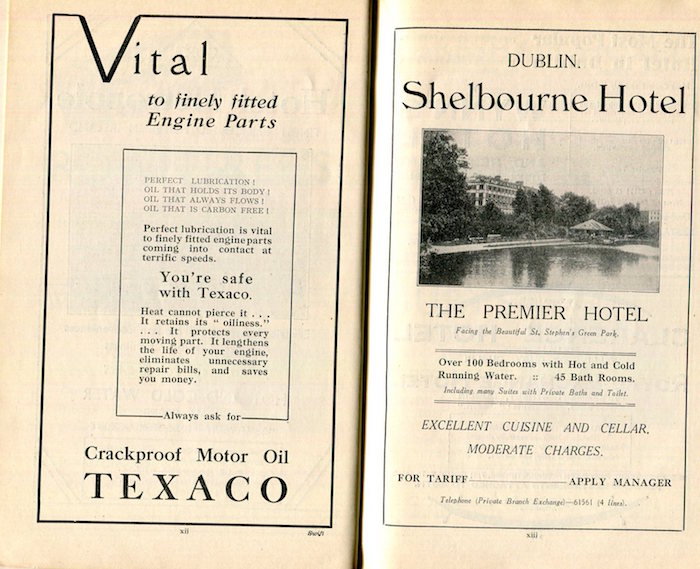 Vital
to finely fitted
Engine Parts
PERFECT LUBRICATION!
OIL THAT HOLDS ITS BODY!
OIL THAT ALWAYS FLOWS!
OIL THAT IS CARBON FREE!
Perfect lubrication is vital
to finely fitted engine parts
coming into contact at
terrific speeds.
You're safe
with Texaco.
Heat cannot pierce it . . .
It retains its " oiliness."
. . . It protects every
moving part. It lengthens
the life of your engine,
eliminates unnecessary
repair bills, and saves
you money.
Always ask for
Crackproof Motor Oil
TEXACO
xii
Swift
DUBLIN.
Shelbourne Hotel
THE PREMIER HOTEL
Facing the Beautiful St. Stephen's Green Park.
Over 100 Bedrooms with Hot and Cold
Running Water. :: 45 Bath Rooms.
Including many Suites with Private Baths and Toilet.
EXCELLENT CUISINE AND CELLAR.
MODERATE CHARGES.
FOR TARIFF APPLY MANAGER
Telephone (Private Branch Exchange)—61561 (4 lines).
xiii